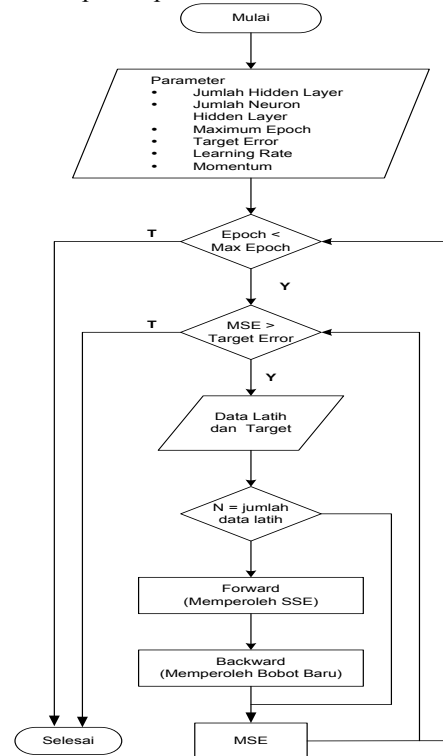 Mulai
Parameter
• Jumlah Hidden Layer
• Jumlah Neuron
Hidden Layer
• Maximum Epoch
• Target Error
• Learning Rate
• Momentum
T
Epoch <
Max Epoch
Y
T
MSE >
Target Error
Y
Data Latih
dan Target
N = jumlah
data latih
Forward
(Memperoleh SSE)
Backward
(Memperoleh Bobot Baru)
Selesai
MSE